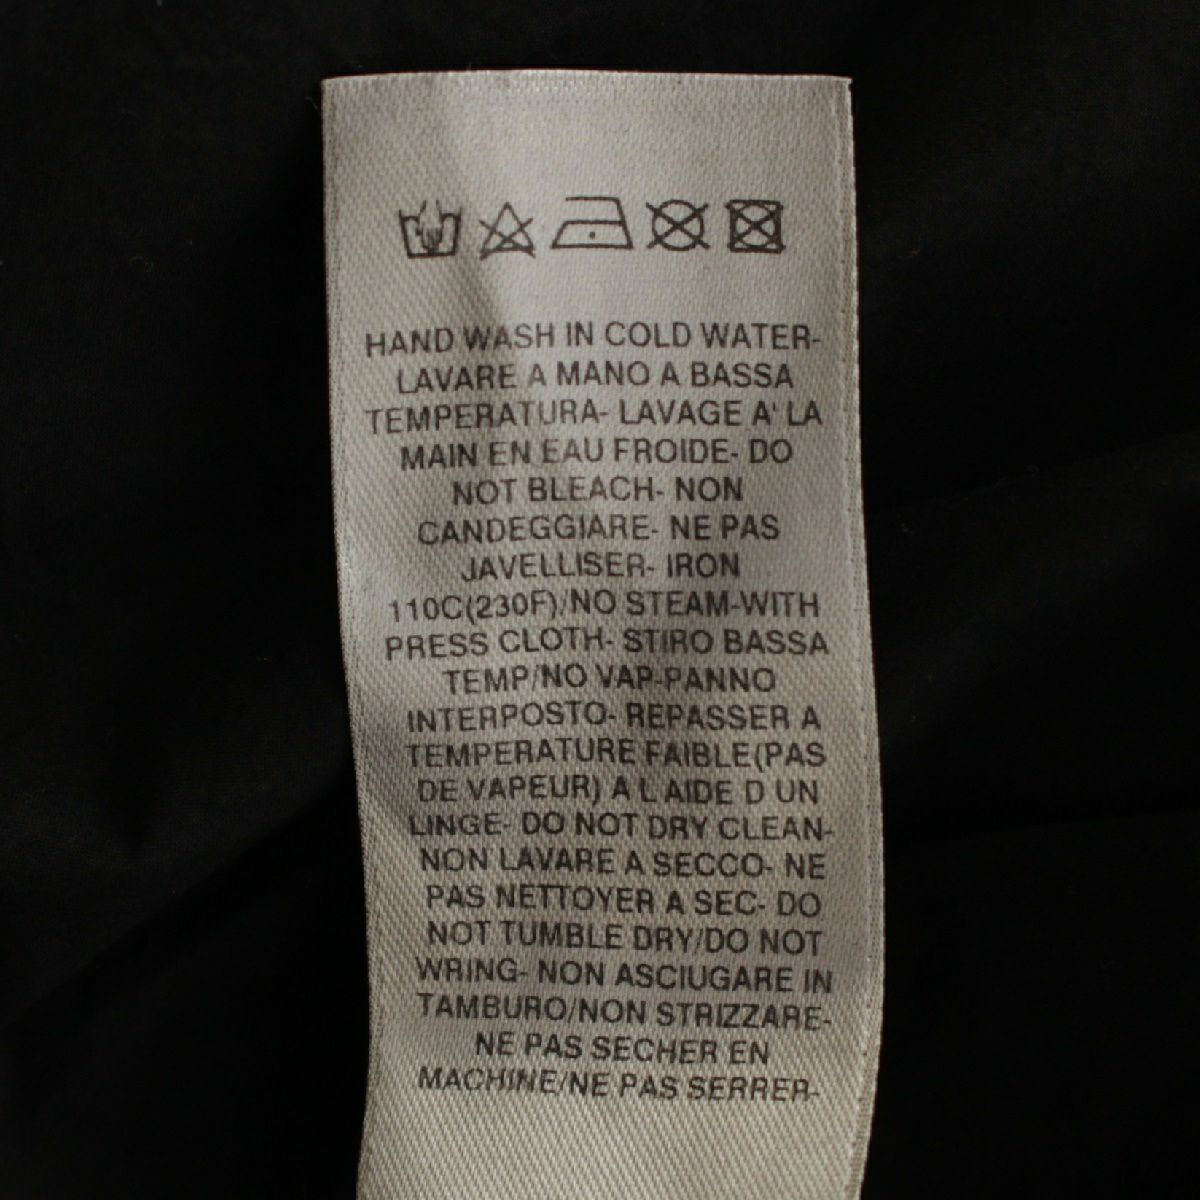 HAND WASH IN COLD WATER-
LAVARE A MANO A BASSA
TEMPERATURA- LAVAGE A' LA
MAIN EN EAU FROIDE- DO
NOT BLEACH- NON
CANDEGGIARE- NE PAS
JAVELLISER- IRON
110C(230F)/NO STEAM-WITH
PRESS CLOTH- STIRO BASSA
TEMP/NO VAP-PANNO
INTERPOSTO- REPASSER A
TEMPERATURE FAIBLE(PAS
DE VAPEUR) A L AIDE D UN
LINGE- DO NOT DRY CLEAN-
NON LAVARE A SECCO- NE
PAS NETTOYER A SEC- DO
NOT TUMBLE DRY/DO NOT
WRING- NON ASCIUGARE IN
TAMBURO/NON STRIZZARE-
NE PAS SECHER EN
MACHINE/NE PAS SERRER-